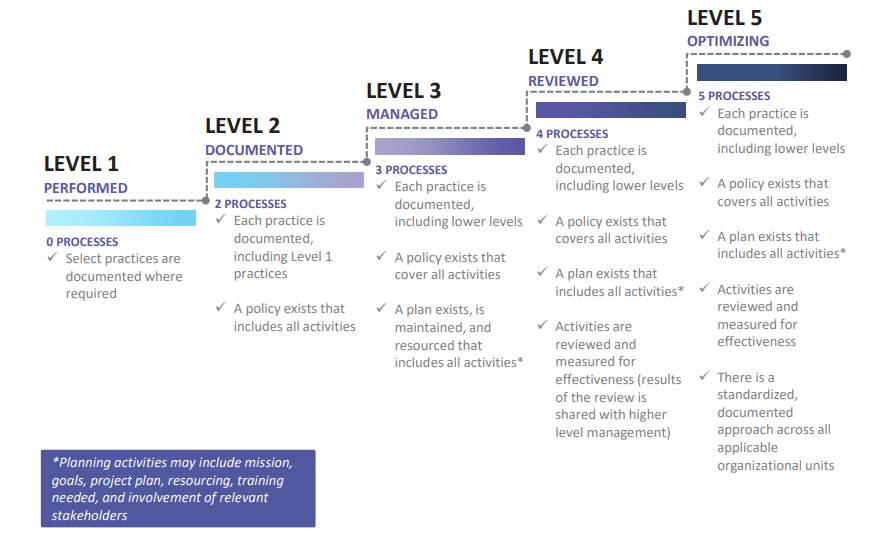 LEVEL 1
PERFORMED
0 PROCESSES
✓ Select practices are
documented where
required
LEVEL 2
DOCUMENTED
2 PROCESSES
✓ Each practice is
documented,
including Level 1
practices
✓ A policy exists that
includes all activities
LEVEL 3
MANAGED
3 PROCESSES
✓ Each practice is
documented,
including lower levels
✓ A policy exists that
cover all activities
✓ A plan exists, is
maintained, and
resourced that
includes all activities*
LEVEL 4
REVIEWED
4 PROCESSES
✓ Each practice is
documented,
including lower levels
✓ A policy exists that
covers all activities
✓ A plan exists that
includes all activities*
✓ Activities are
reviewed and
measured for
effectiveness (results
of the review is
shared with higher
level management)
LEVEL 5
OPTIMIZING
5 PROCESSES
✓ Each practice is
documented,
including lower levels
✓ A policy exists that
covers all activities
✓ A plan exists that
includes all activities*
✓ Activities are
reviewed and
measured for
effectiveness
✓ There is a
standardized,
documented
approach across all
applicable
organizational units
*Planning activities may include mission,
goals, project plan, resourcing, training
needed, and involvement of relevant
stakeholders